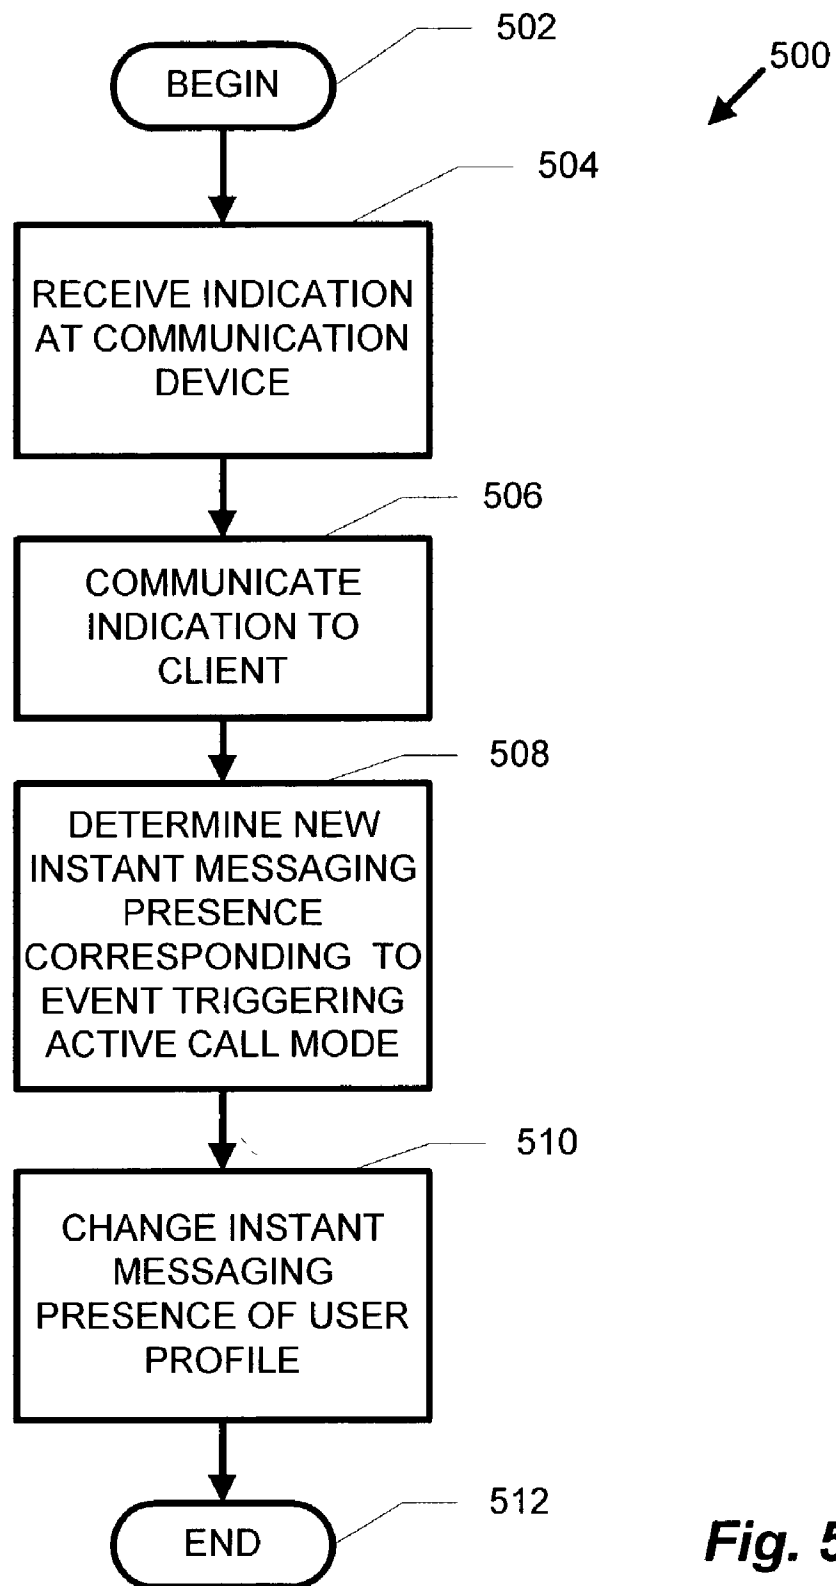 502
BEGIN
500
504
RECEIVE INDICATION
AT COMMUNICATION
DEVICE
506
COMMUNICATE
INDICATION TO
CLIENT
508
DETERMINE NEW
INSTANT MESSAGING
PRESENCE
CORRESPONDING TO
EVENT TRIGGERING
ACTIVE CALL MODE
510
CHANGE INSTANT
MESSAGING
PRESENCE OF USER
PROFILE
512
END
Fig. 5